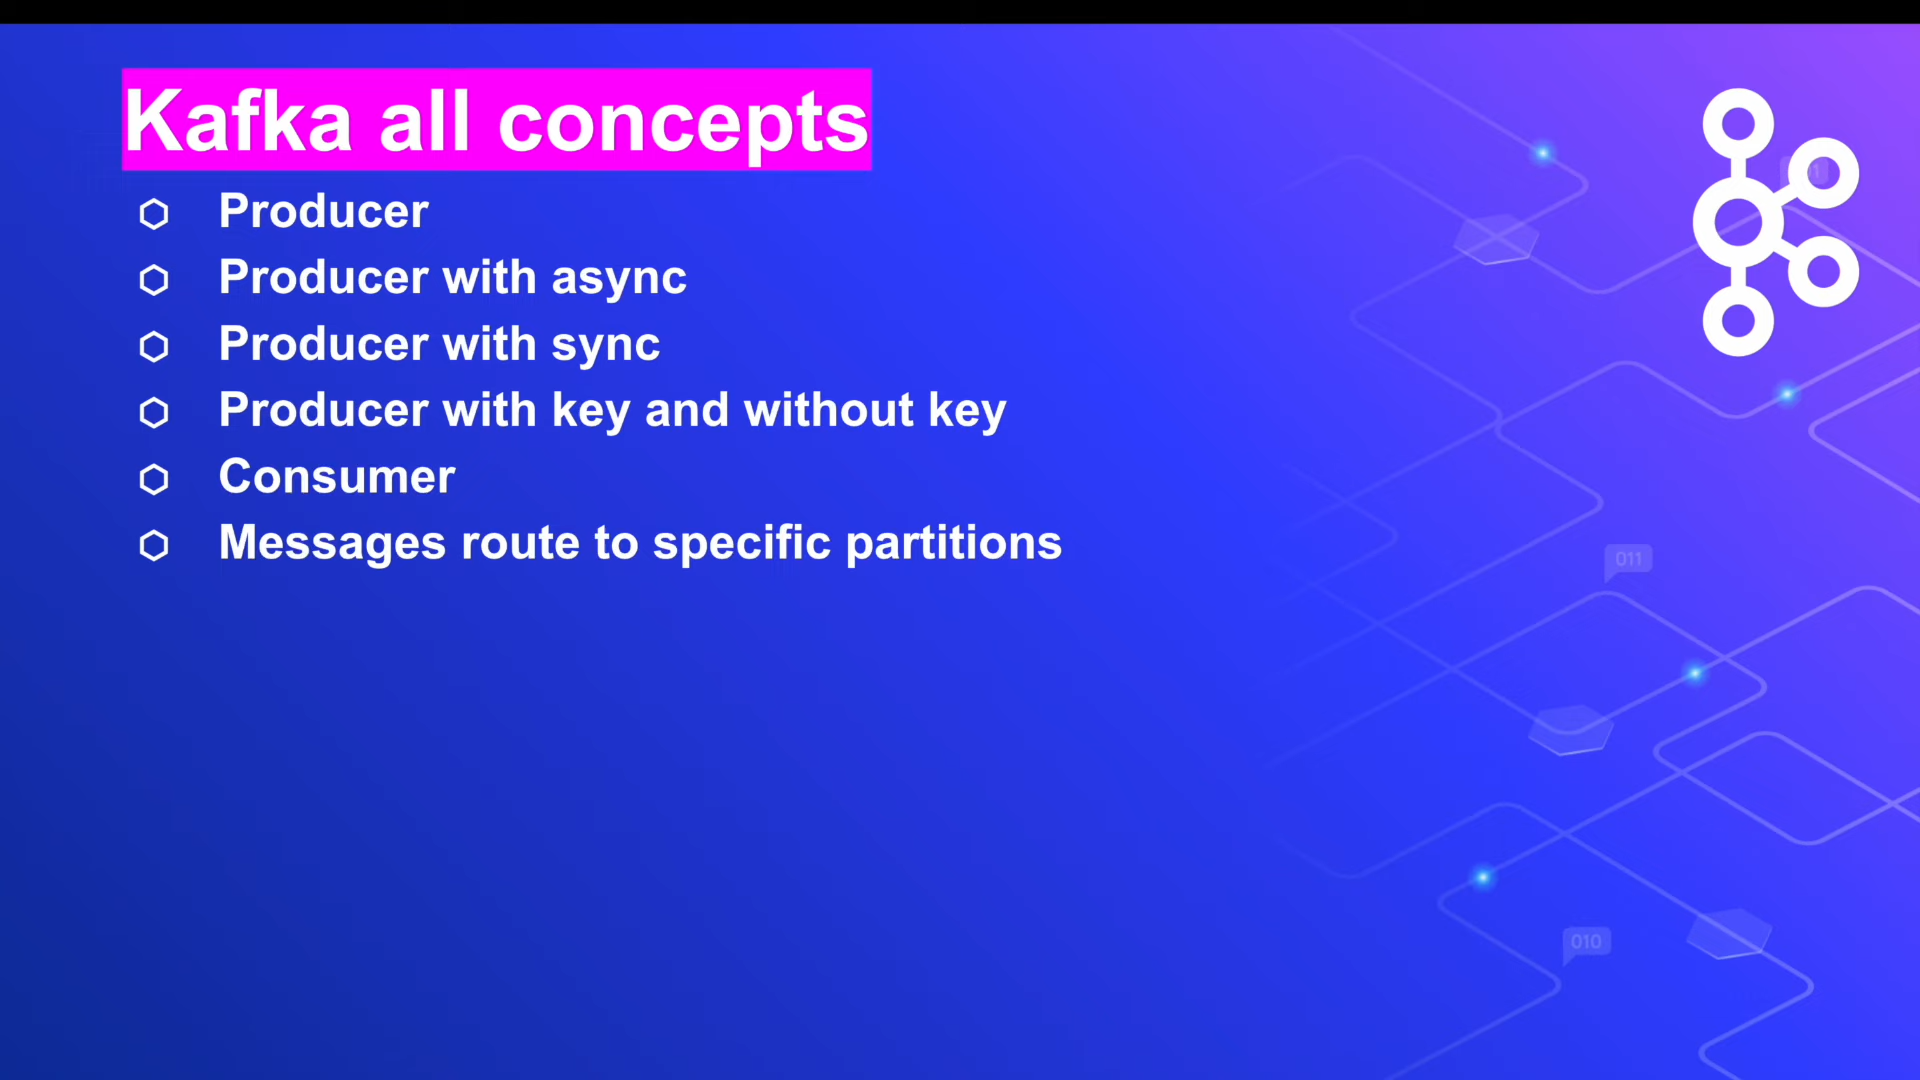 Kafka all concepts
Producer
Producer with async
Producer with sync
Producer with key and without key
Consumer
Messages route to specific partitions
011
010